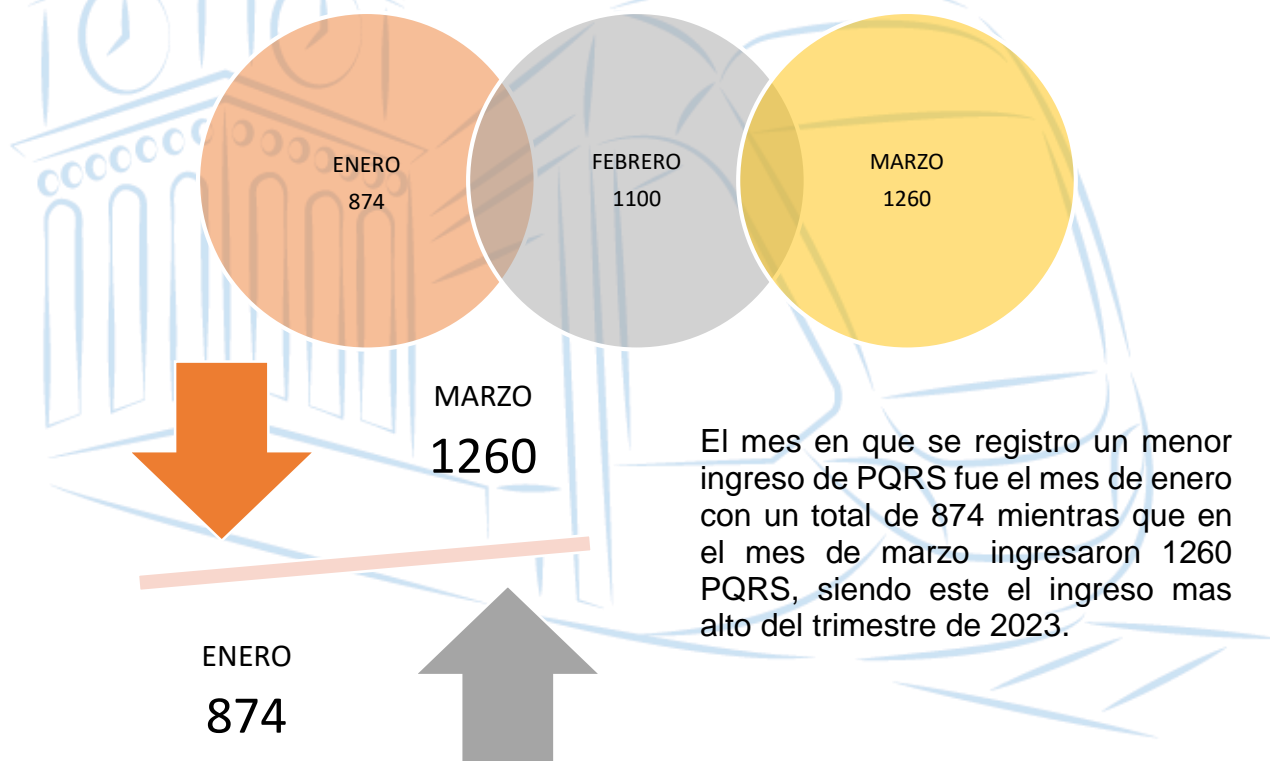 ENERO
874
FEBRERO
1100
MARZO
1260
MARZO
1260
El mes en que se registro un menor
ingreso de PQRS fue el mes de enero
con un total de 874 mientras que en
el mes de marzo ingresaron 1260
PQRS, siendo este el ingreso mas
alto del trimestre de 2023.
ENERO
874